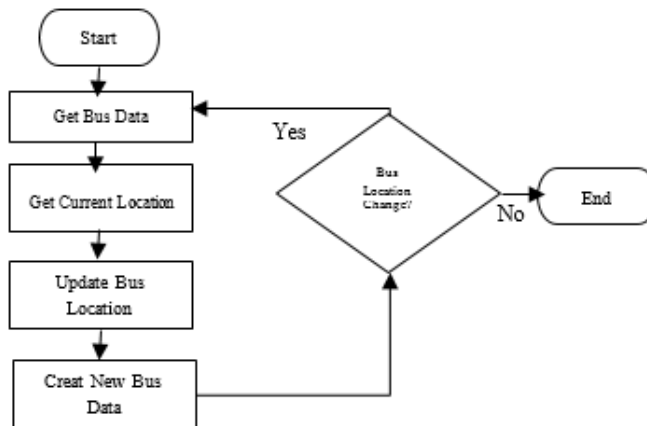 Start
Get Bus Data
Yes
Bus
Location
Change?
Get Current Location
No
End
Update Bus
Location
Creat New Bus
Data